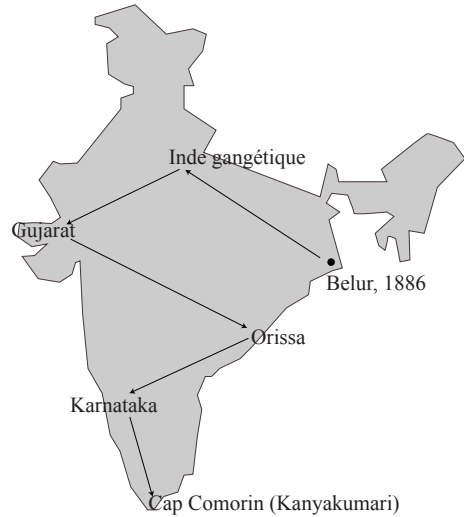 Inde gangétique
Gujarat
Belur, 1886
Orissa
Karnataka
Cap Comorin (Kanyakumari)